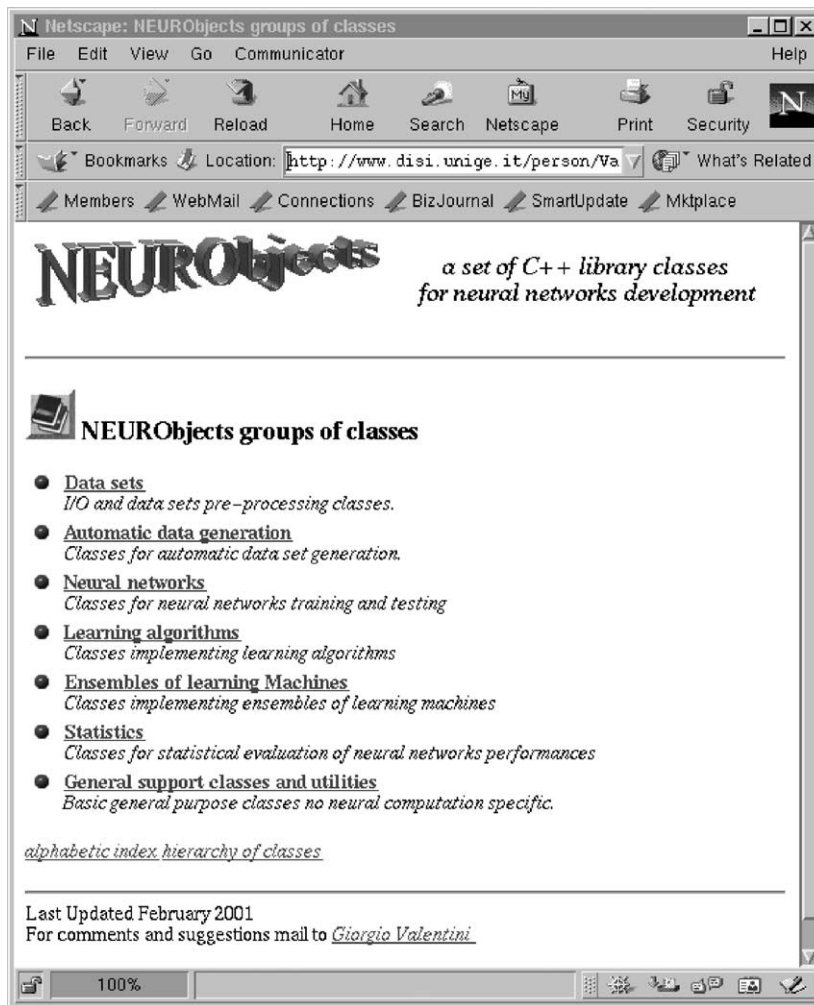 Netscape: NEURObjects groups of classes
File Edit View Go Communicator Help
Back Forward Reload Home Search Netscape Print Security
My
N
Bookmarks Location: http://www.disi.unige.it/person/Va What's Related
Members WebMail Connections BizJournal SmartUpdate Mktplace
NEURObjects
a set of C++ library classes
for neural networks development
NEURObjects groups of classes
Data sets
I/O and data sets pre-processing classes.
Automatic data generation
Classes for automatic data set generation.
Neural networks
Classes for neural networks training and testing
Learning algorithms
Classes implementing learning algorithms
Ensembles of learning Machines
Classes implementing ensembles of learning machines
Statistics
Classes for statistical evaluation of neural networks performances
General support classes and utilities
Basic general purpose classes no neural computation specific.
alphabetic index hierarchy of classes
Last Updated February 2001
For comments and suggestions mail to Giorgio Valentini
100%